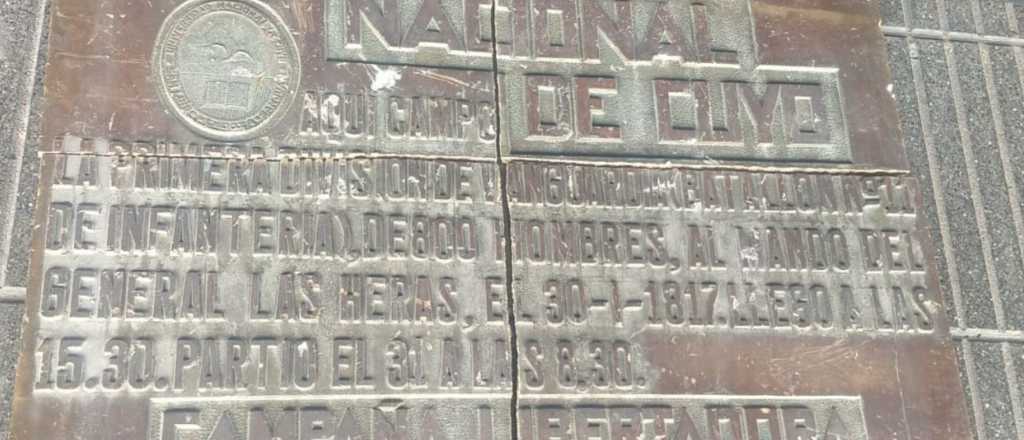 NACIONAL
DE CUYO
AQUI CAMPO
LA PRIMERA DIVISION DE VANGUARDIA (BATALLON Nº 11
DE INFANTERIA), DE 800 HOMBRES, AL MANDO DEL
GENERAL LAS HERAS, EL 30-1-1817. LLEGO A LAS
15.30. PARTIO EL 31 A LAS 8.30.
CAMPAÑA LIBERTADORA